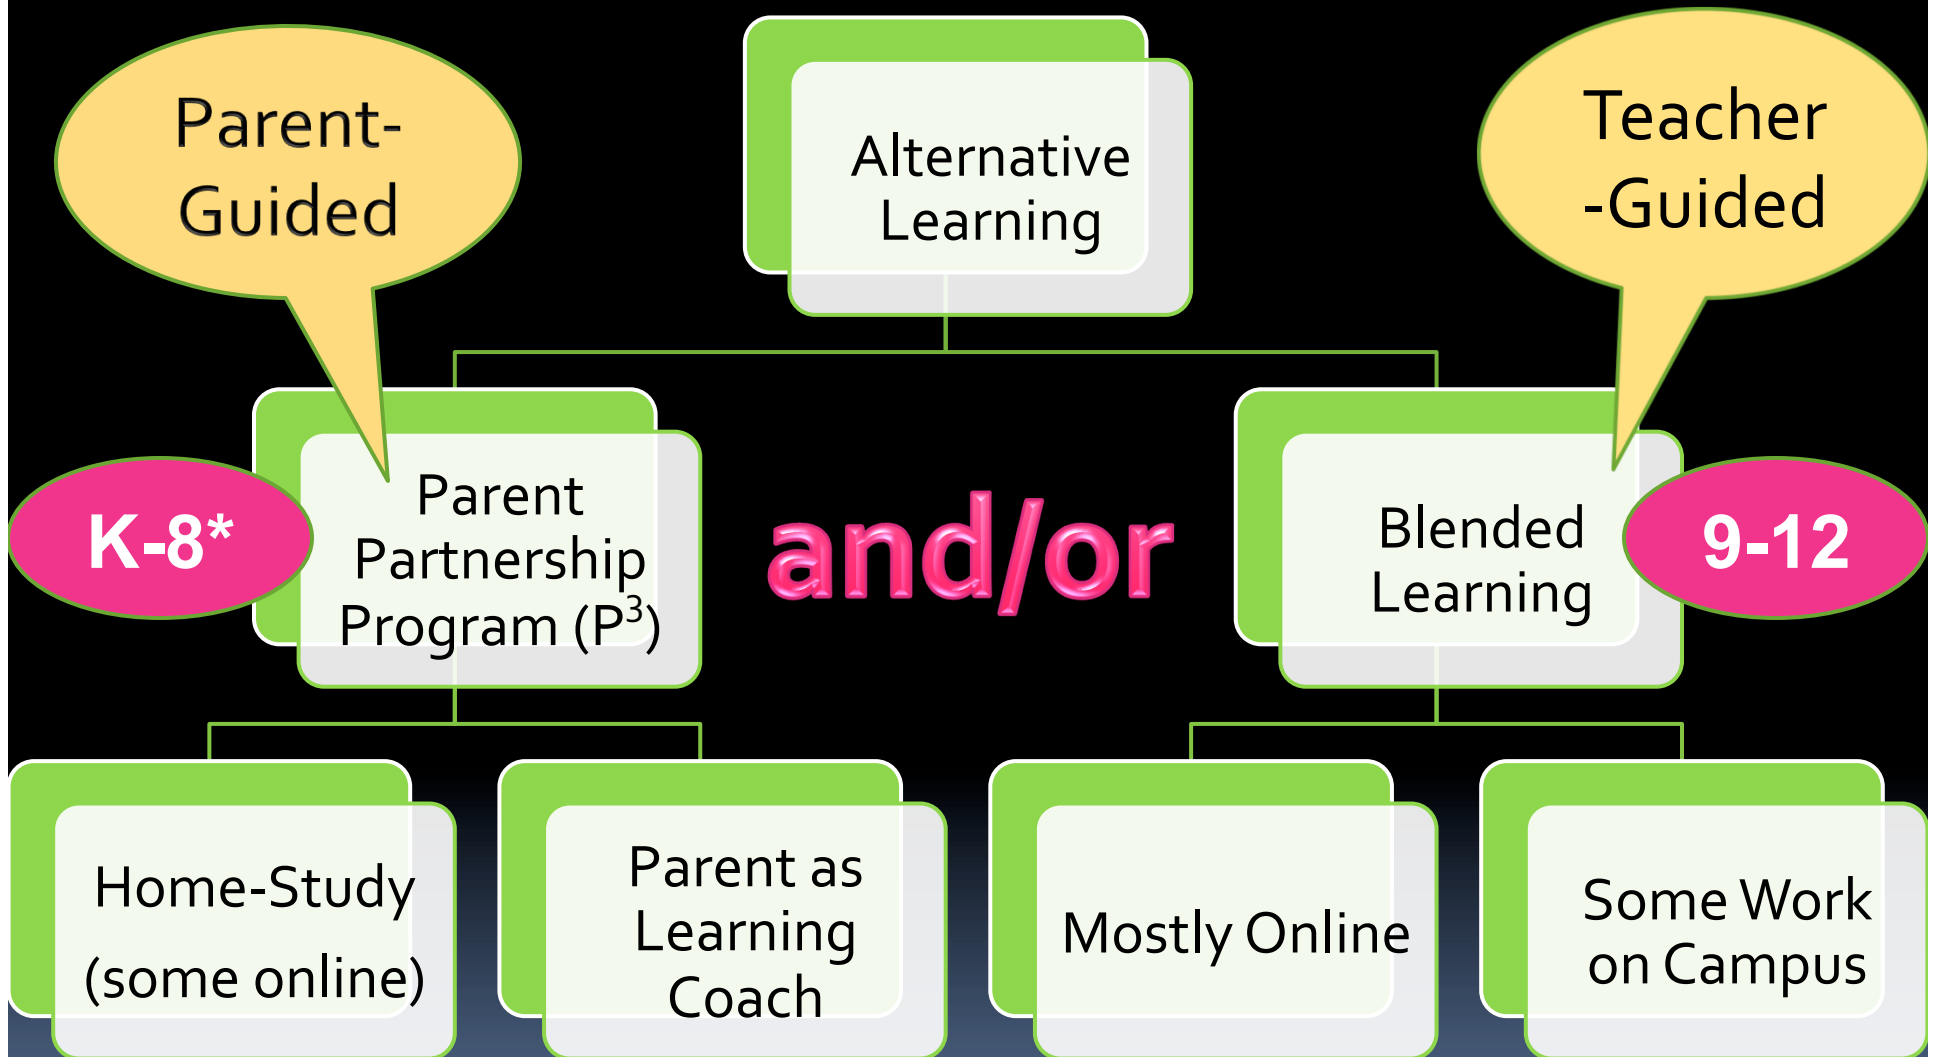 Parent-
Guided
Alternative
Learning
Teacher
-Guided
K-8*
Parent
Partnership
Program (P³)
and/or
Blended
Learning
9-12
Home-Study
(some online)
Parent as
Learning
Coach
Mostly Online
Some Work
on Campus